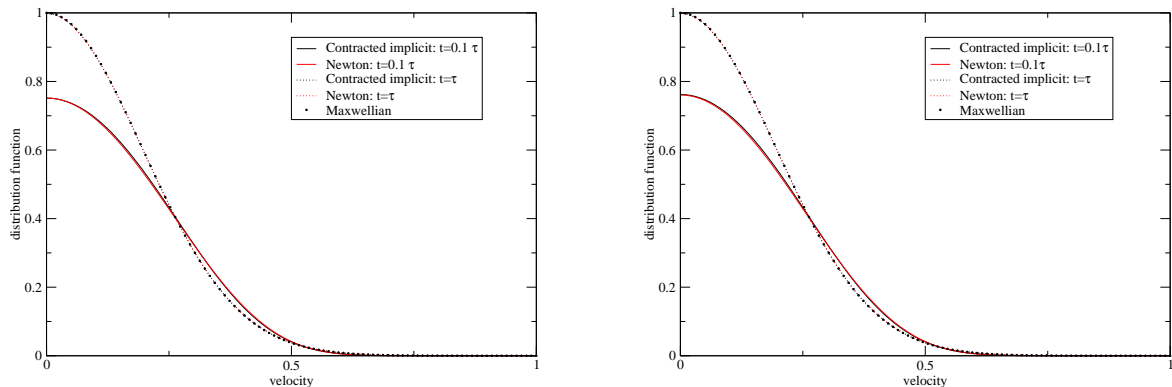 1
0.8
0.6
0.4
0.2
0
distribution function
0
0.5
1
velocity
Contracted implicit: t=0.1 τ
Newton: t=0.1 τ
Contracted implicit: t=τ
Newton: t=τ
Maxwellian
1
0.8
0.6
0.4
0.2
0
distribution function
0
0.5
1
velocity
Contracted implicit: t=0.1τ
Newton: t=0.1τ
Contracted implicit: t=τ
Newton: t=τ
Maxwellian